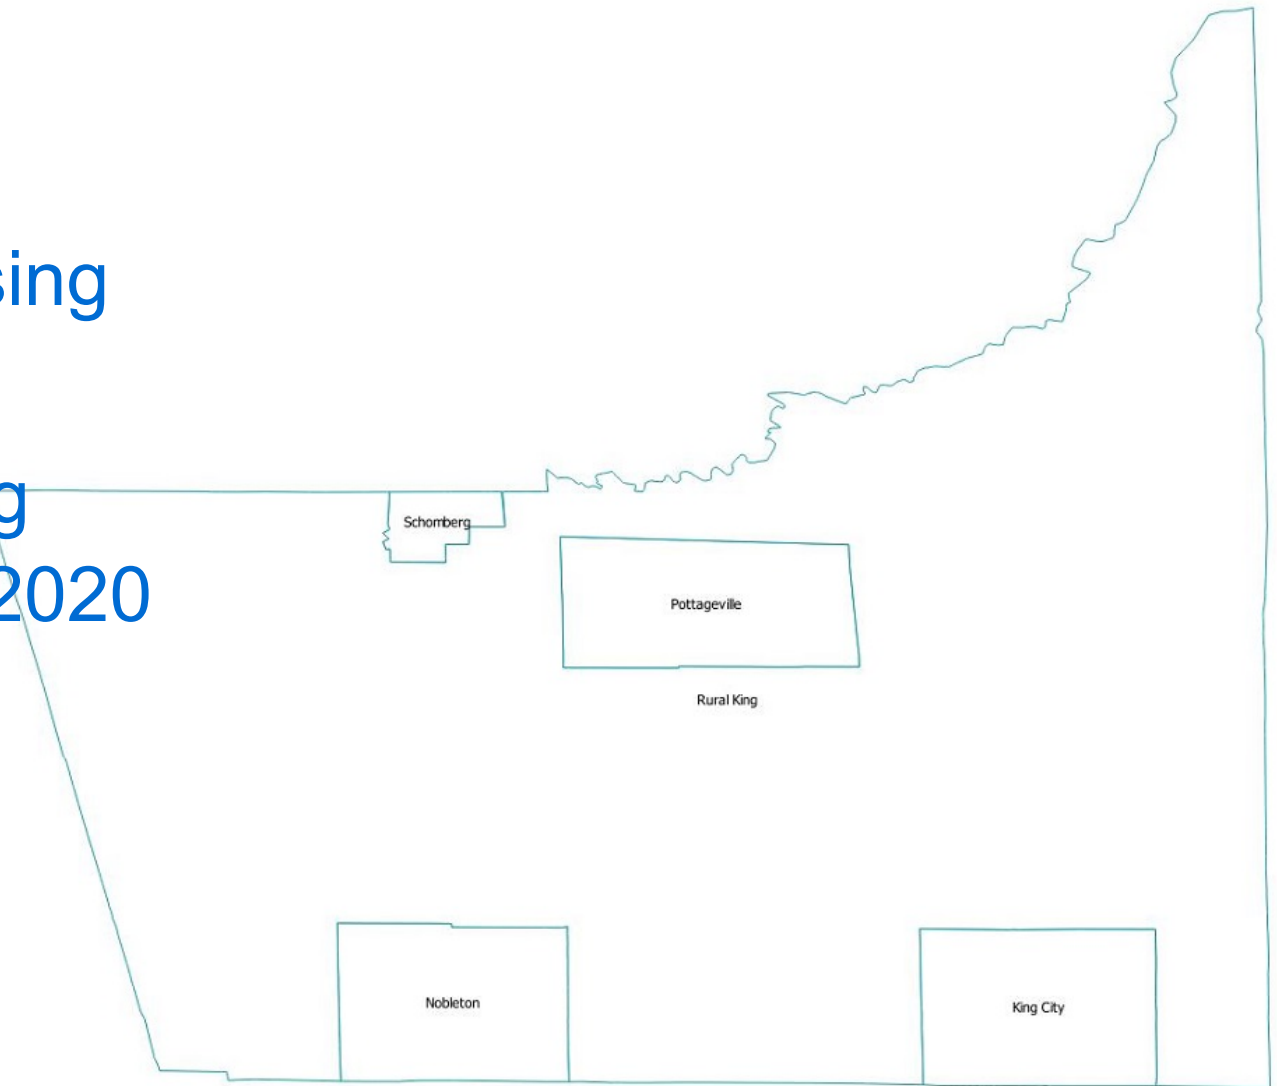 sing
g
2020
Schomberg
Pottageville
Rural King
Nobleton
King City